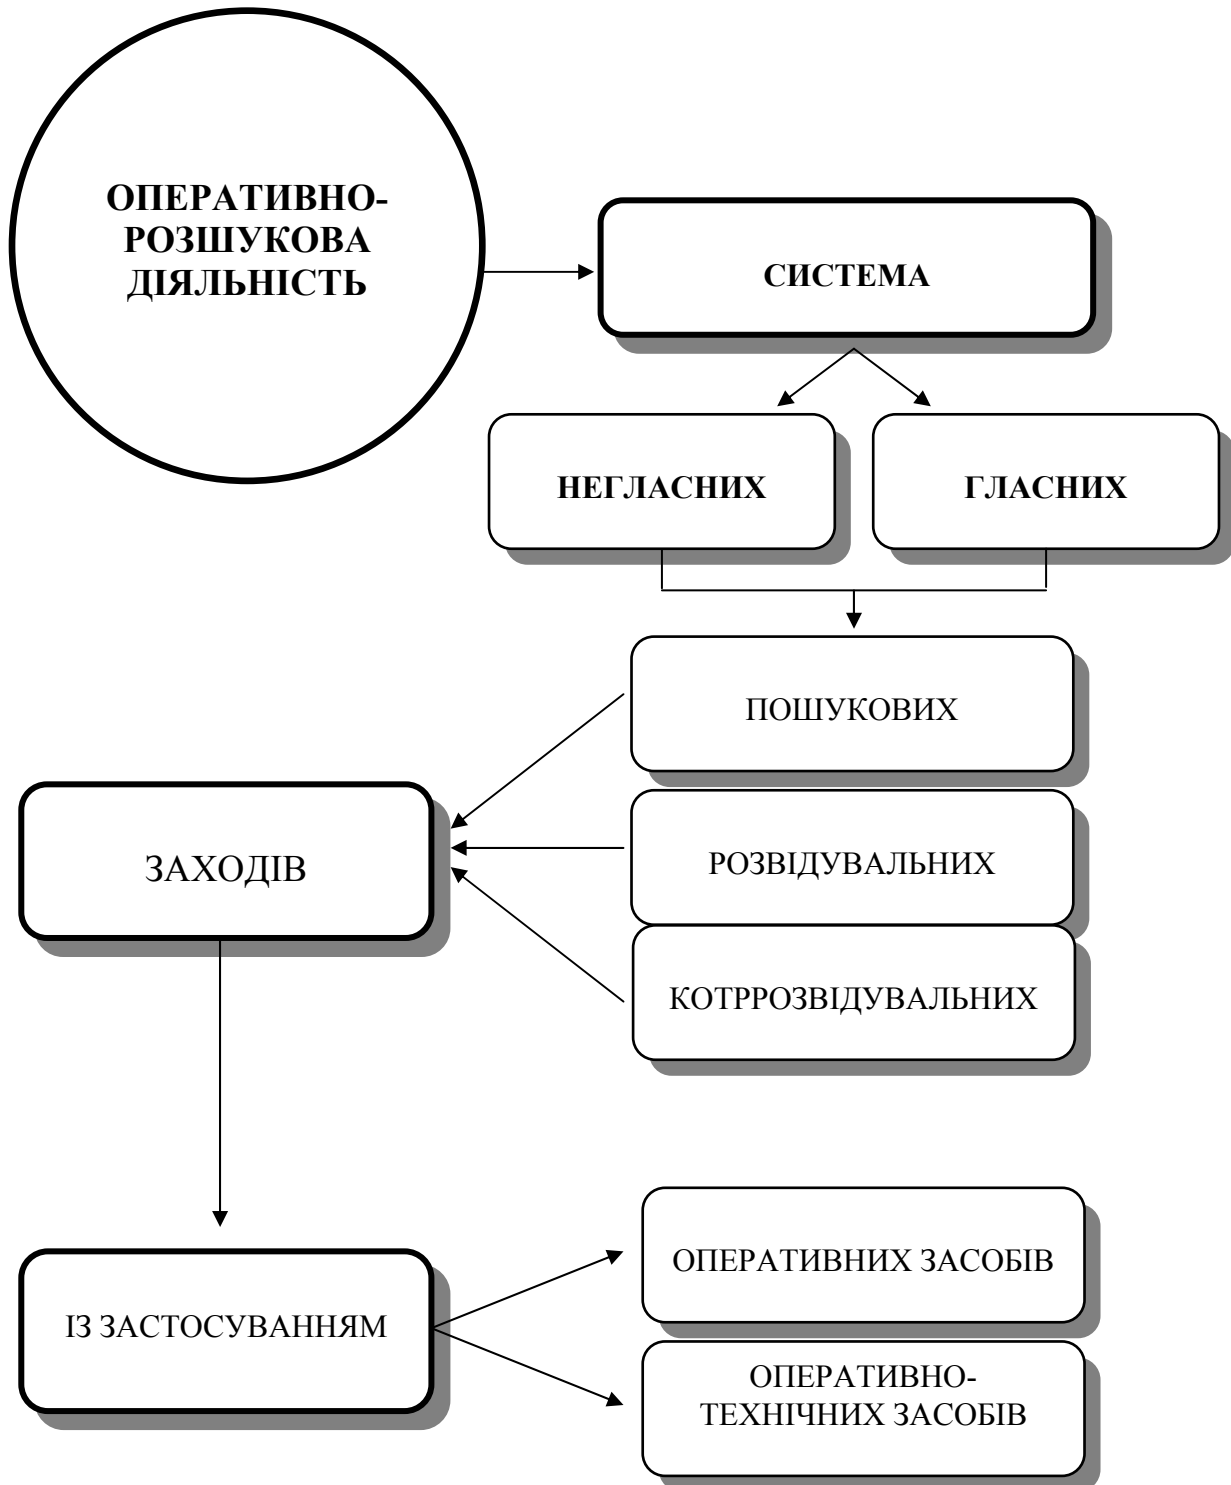 ОПЕРАТИВНО-
РОЗШУКОВА
ДІЯЛЬНІСТЬ
СИСТЕМА
НЕГЛАСНИХ
ГЛАСНИХ
ПОШУКОВИХ
ЗАХОДІВ
РОЗВІДУВАЛЬНИХ
КОТРРОЗВІДУВАЛЬНИХ
ІЗ ЗАСТОСУВАННЯМ
ОПЕРАТИВНИХ ЗАСОБІВ
ОПЕРАТИВНО-
ТЕХНІЧНИХ ЗАСОБІВ